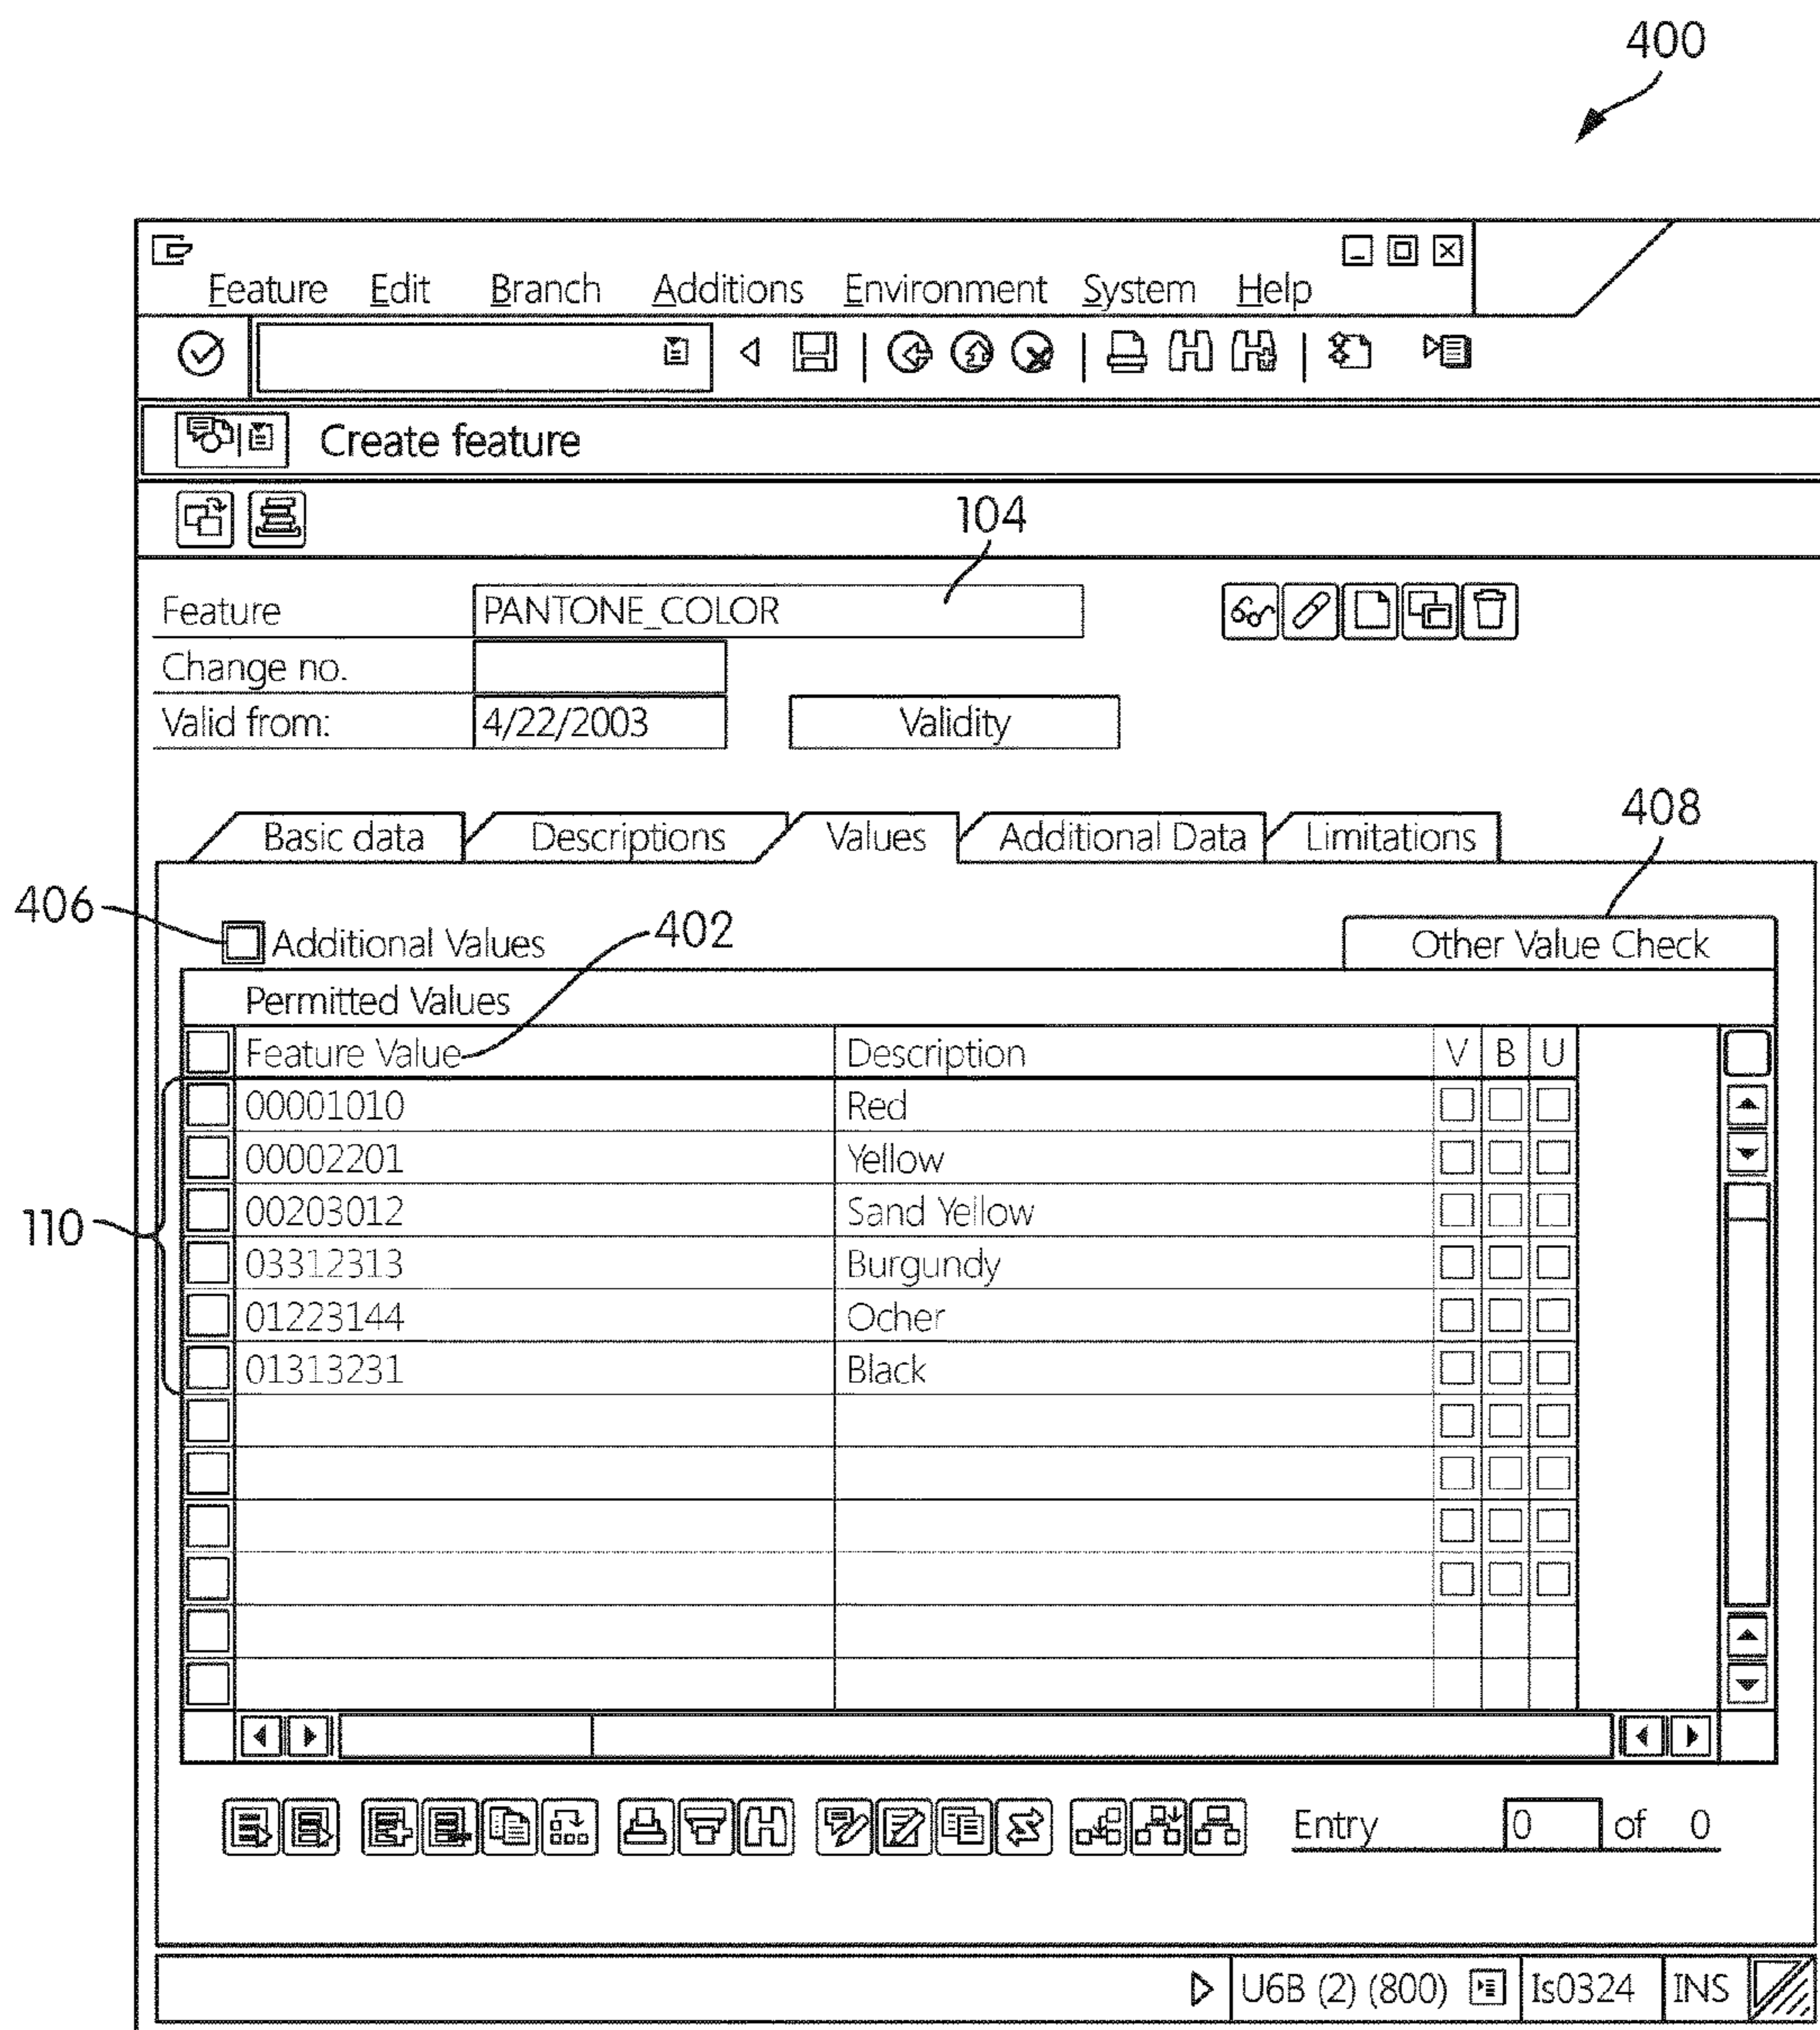 400
Feature Edit Branch Additions Environment System Help
Create feature
104
Feature PANTONE_COLOR
Change no.
Valid from: 4/22/2003 Validity
Basic data Descriptions Values Additional Data Limitations
408
406 Additional Values 402 Other Value Check
Permitted Values
Feature Value Description V B U
00001010 Red
00002201 Yellow
110 00203012 Sand Yellow
03312313 Burgundy
01223144 Ocher
01313231 Black
Entry 0 of 0
U6B (2) (800) Is0324 INS